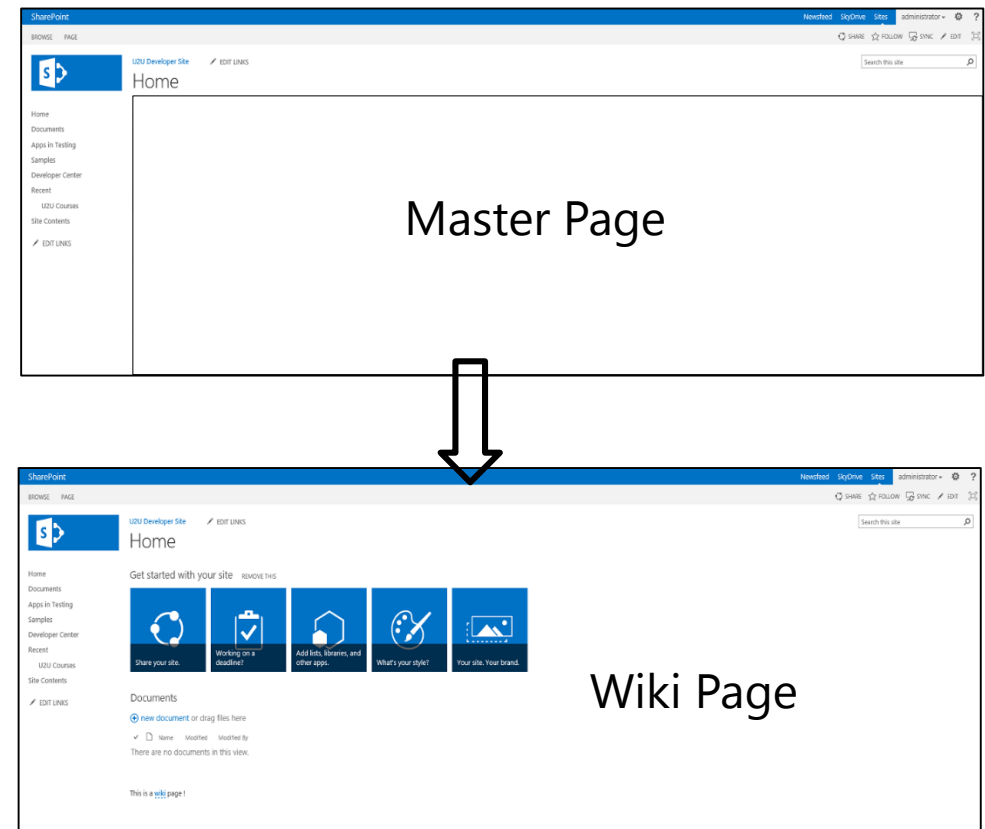 SharePoint Newsfeed SkyDrive Sites administrator ?
BROWSE PAGE SHARE FOLLOW SYNC EDIT
S
U2U Developer Site EDIT LINKS Search this site
Home
Home
Documents
Apps in Testing
Samples
Developer Center
Recent
U2U Courses
Site Contents
EDIT LINKS
Master Page
SharePoint Newsfeed SkyDrive Sites administrator ?
BROWSE PAGE SHARE FOLLOW SYNC EDIT
S
U2U Developer Site EDIT LINKS Search this site
Home
Home
Documents
Apps in Testing
Samples
Developer Center
Recent
U2U Courses
Site Contents
EDIT LINKS
Get started with your site REMOVE THIS
Share your site.
Working on a
deadline?
Add lists, libraries, and
other apps.
What's your style?
Your site. Your brand.
Documents
new document or drag files here
Name Modified Modified By
There are no documents in this view.
This is a wiki page !
Wiki Page